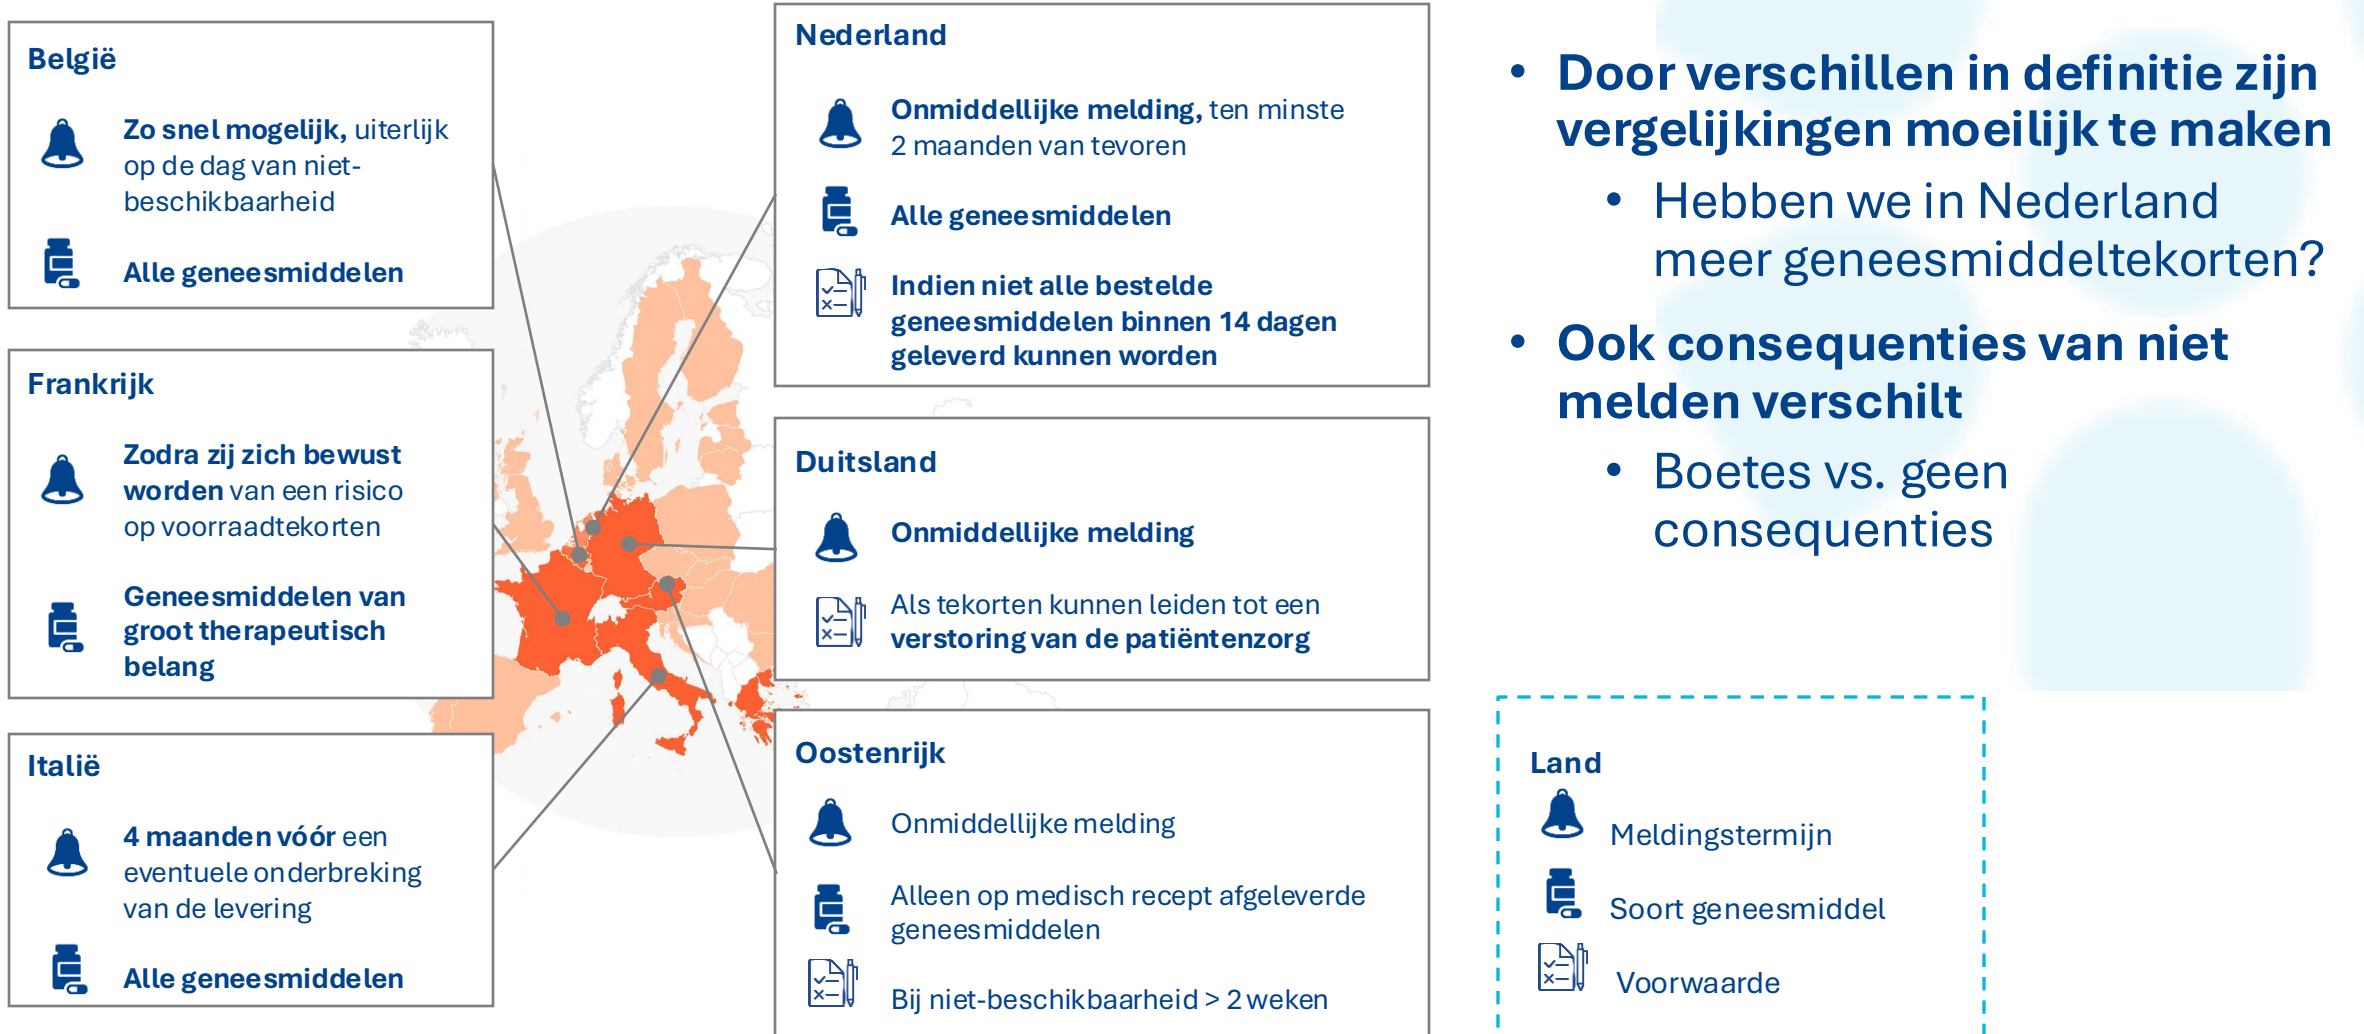 België
Zo snel mogelijk, uiterlijk
op de dag van niet-
beschikbaarheid
Alle geneesmiddelen
Frankrijk
Zodra zij zich bewust
worden van een risico
op voorraadtekorten
Geneesmiddelen van
groot therapeutisch
belang
Italië
4 maanden vóór een
eventuele onderbreking
van de levering
Alle geneesmiddelen
Nederland
Onmiddellijke melding, ten minste
2 maanden van tevoren
Alle geneesmiddelen
Indien niet alle bestelde
geneesmiddelen binnen 14 dagen
geleverd kunnen worden
Duitsland
Onmiddellijke melding
Als tekorten kunnen leiden tot een
verstoring van de patiëntenzorg
Oostenrijk
Onmiddellijke melding
Alleen op medisch recept afgeleverde
geneesmiddelen
Bij niet-beschikbaarheid > 2 weken
• Door verschillen in definitie zijn
vergelijkingen moeilijk te maken
• Hebben we in Nederland
meer geneesmiddeltekorten?
• Ook consequenties van niet
melden verschilt
• Boetes vs. geen
consequenties
Land
Meldingstermijn
Soort geneesmiddel
Voorwaarde